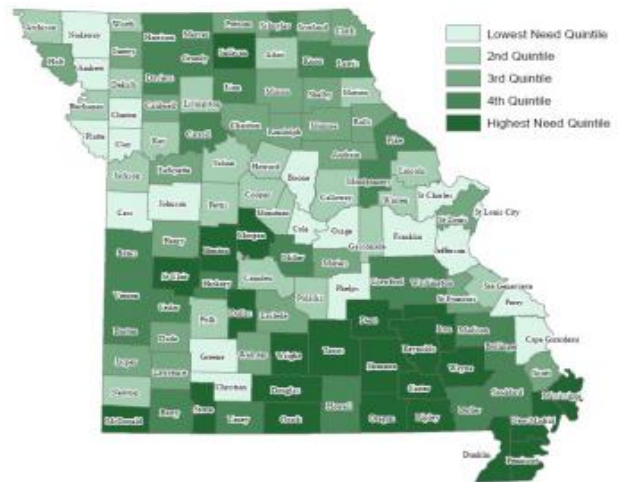 Lowest Need Quintile
2nd Quintile
3rd Quintile
4th Quintile
Highest Need Quintile
Atchison
Nodaway
Worth
Harrison
Mercer
Putnam
Schuyler
Scotland
Clark
Holt
Andrew
Gentry
Grundy
Sullivan
Adair
Knox
Lewis
DeKalb
Daviess
Linn
Macon
Shelby
Marion
Buchanan
Clinton
Caldwell
Livingston
Chariton
Randolph
Monroe
Ralls
Platte
Clay
Ray
Carroll
Pike
Jackson
Lafayette
Saline
Howard
Boone
Audrain
Montgomery
Lincoln
Callaway
Warren
St Charles
St Louis City
St Louis
Cass
Johnson
Pettis
Cooper
Moniteau
Cole
Osage
Gasconade
Franklin
Jefferson
Bates
Henry
Benton
Morgan
Miller
Maries
Vernon
St Clair
Hickory
Camden
Pulaski
Phelps
Crawford
Washington
St Francois
Ste Genevieve
Perry
Cedar
Polk
Dallas
Laclede
Dent
Iron
Madison
Cape Girardeau
Barton
Dade
Greene
Webster
Wright
Texas
Shannon
Reynolds
Wayne
Bollinger
Scott
Jasper
Lawrence
Christian
Douglas
Carter
Stoddard
Mississippi
Newton
McDonald
Barry
Stone
Taney
Ozark
Howell
Oregon
Ripley
Butler
New Madrid
Dunklin
Pemiscot